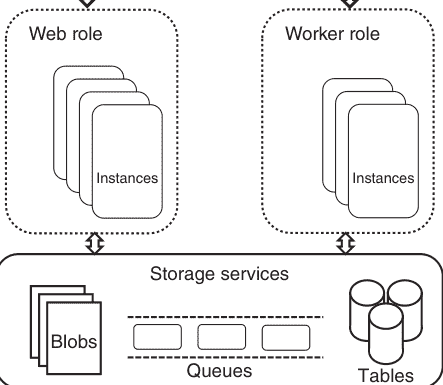 Web role
Worker role
Instances
Instances
Storage services
Blobs
Queues
Tables